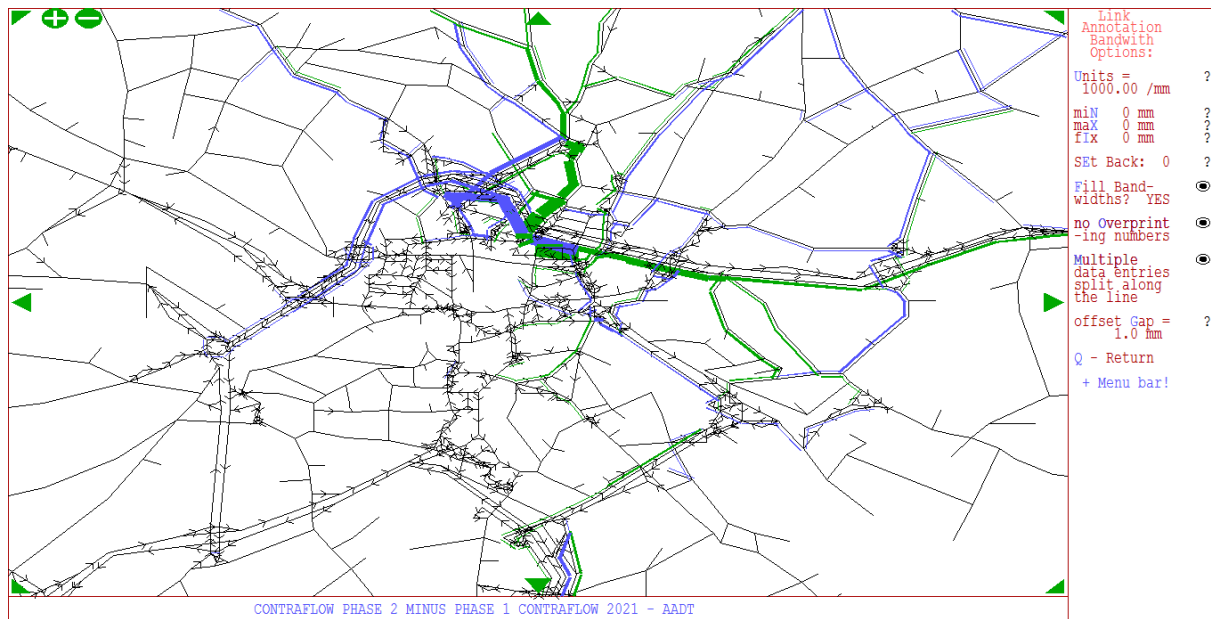 Link
Annotation
Bandwith
Options:
Units = ?
1000.00 /mm
miN 0 mm ?
maX 0 mm ?
fIx 0 mm ?
SEt Back: 0 ?
Fill Band-
widths? YES
no Overprint
-ing numbers
Multiple
data entries
split along
the line
offset Gap = ?
1.0 mm
Q - Return
+ Menu bar!
CONTRAFLOW PHASE 2 MINUS PHASE 1 CONTRAFLOW 2021 - AADT